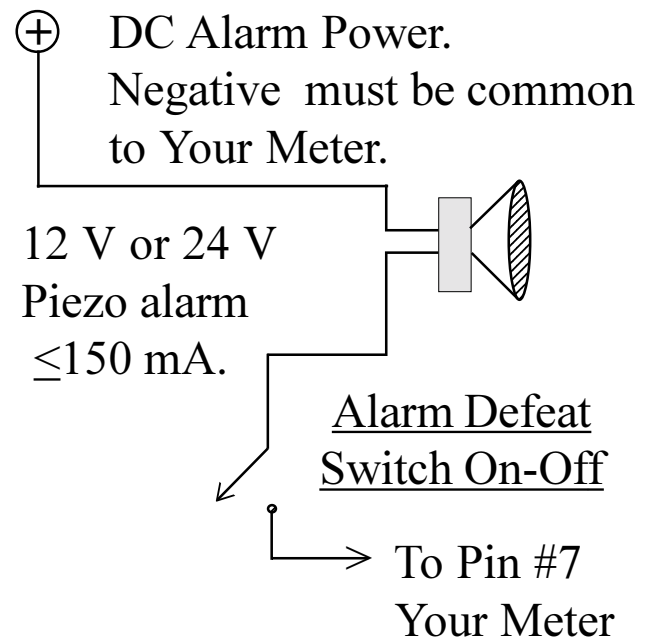 DC Alarm Power.
Negative must be common
to Your Meter.
12 V or 24 V
Piezo alarm
≤150 mA.
Alarm Defeat
Switch On-Off
To Pin #7
Your Meter